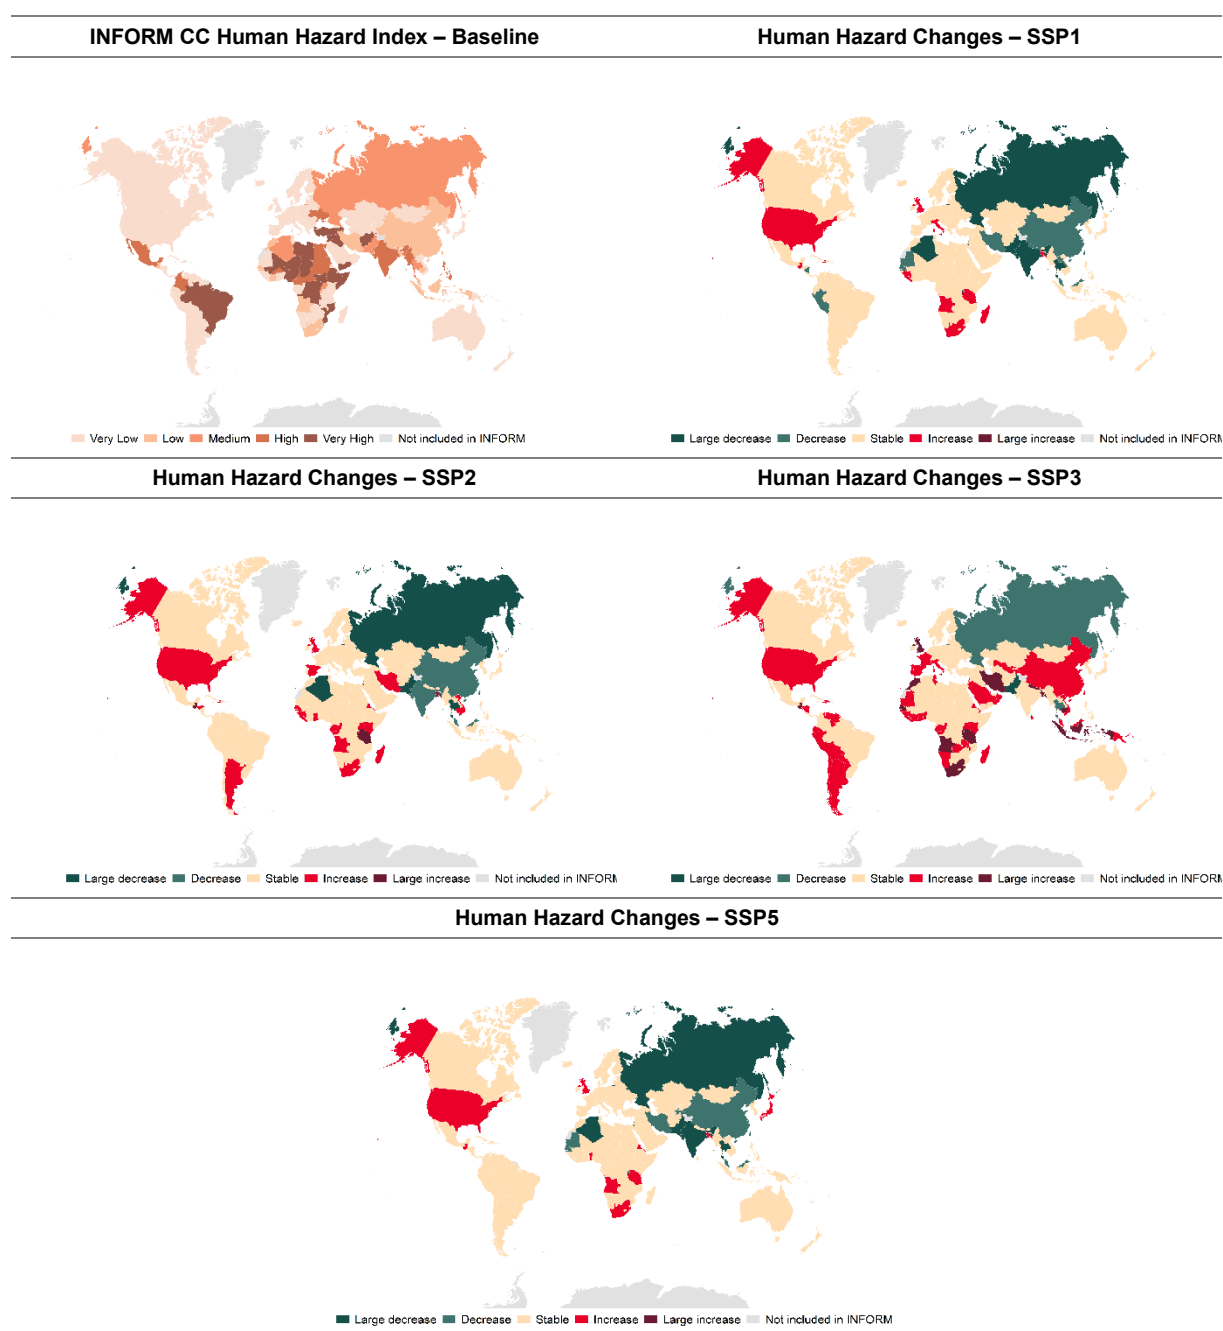 INFORM CC Human Hazard Index – Baseline
Human Hazard Changes – SSP1
Very Low Low Medium High Very High Not included in INFORM
Large decrease Decrease Stable Increase Large increase Not included in INFORM
Human Hazard Changes – SSP2
Human Hazard Changes – SSP3
Large decrease Decrease Stable Increase Large increase Not included in INFORM
Large decrease Decrease Stable Increase Large increase Not included in INFORM
Human Hazard Changes – SSP5
Large decrease Decrease Stable Increase Large increase Not included in INFORM